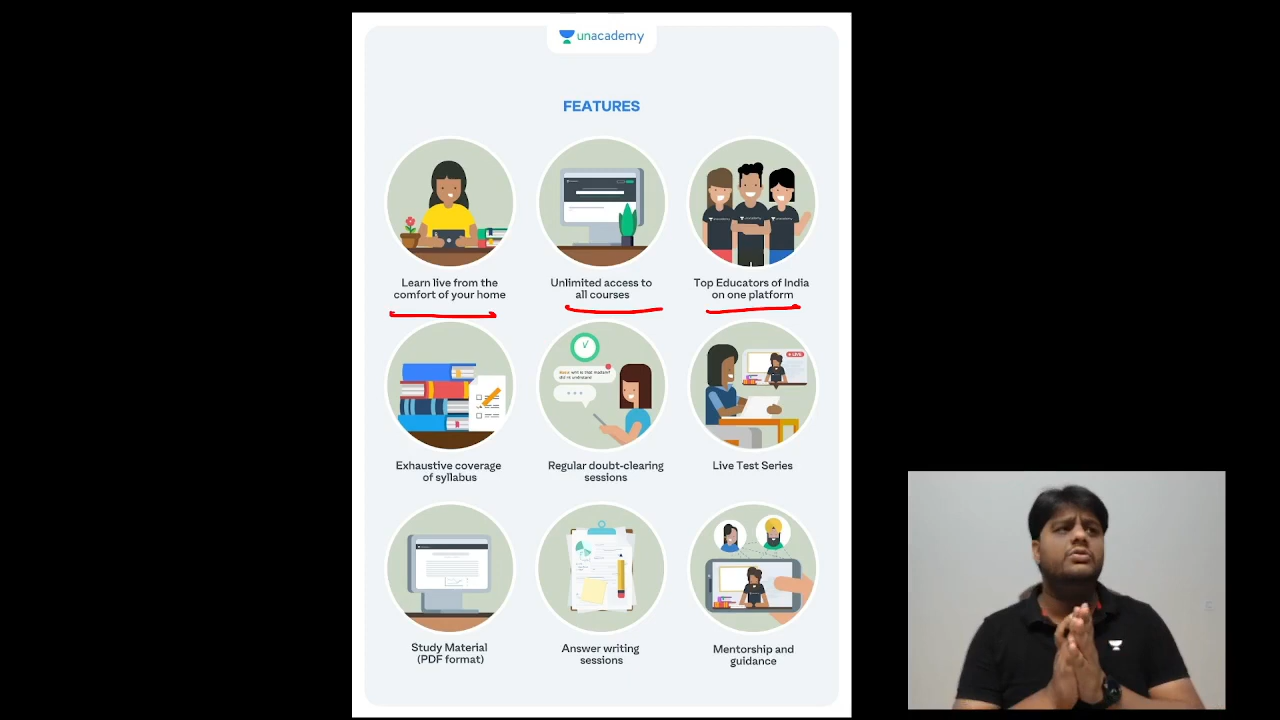 unacademy
FEATURES
Learn live from the
comfort of your home
Unlimited access to
all courses
Top Educators of India
on one platform
Exhaustive coverage
of syllabus
Regular doubt-clearing
sessions
LIVE
Live Test Series
Study Material
(PDF format)
Answer writing
sessions
Mentorship and
guidance